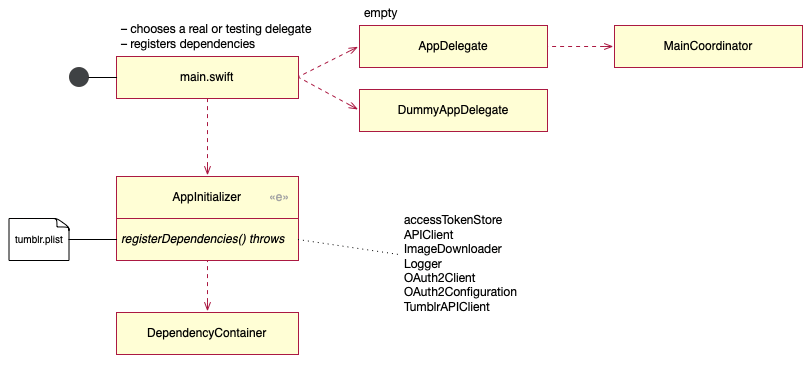 – chooses a real or testing delegate
– registers dependencies
main.swift
empty
AppDelegate
MainCoordinator
DummyAppDelegate
AppInitializer
«e»
registerDependencies() throws
tumblr.plist
accessTokenStore
APIClient
ImageDownloader
Logger
OAuth2Client
OAuth2Configuration
TumblrAPIClient
DependencyContainer